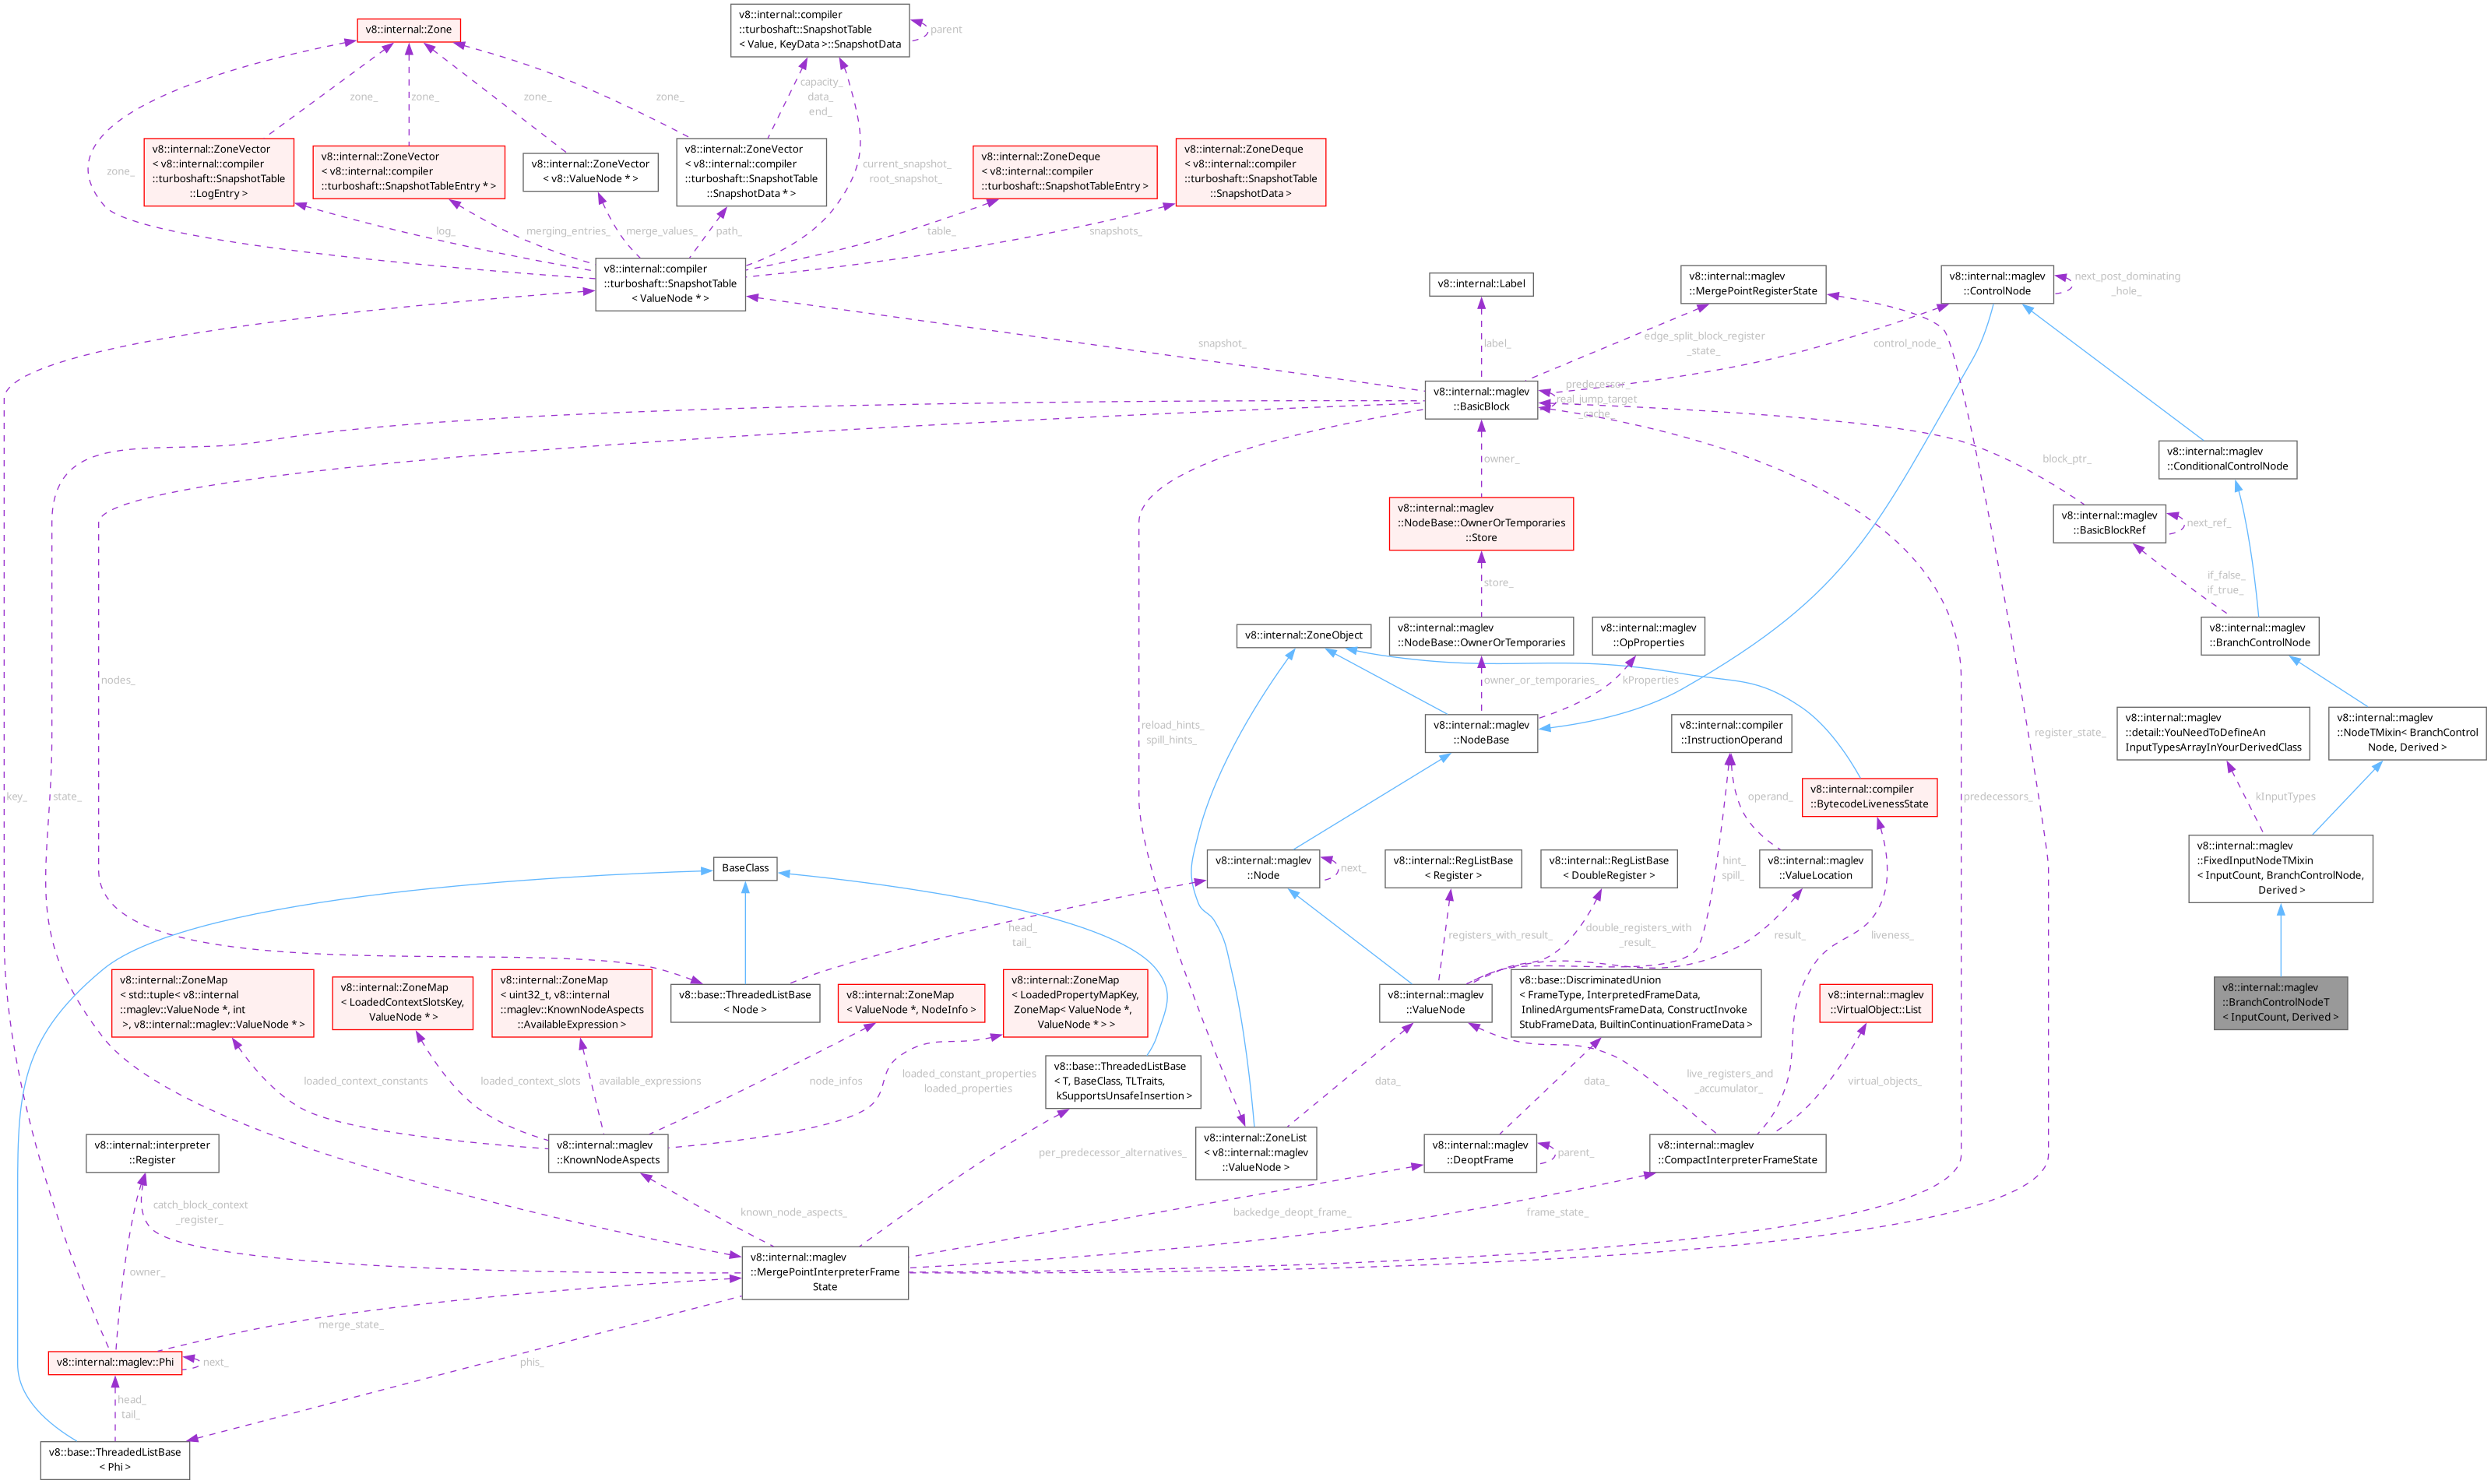 v8::internal::Zone
v8::internal::compiler
::turboshaft::SnapshotTable
< Value, KeyData >::SnapshotData
parent
zone_
zone_
zone_
zone_
zone_
capacity_
data_
end_
v8::internal::ZoneVector
< v8::internal::compiler
::turboshaft::SnapshotTable
::LogEntry >
v8::internal::ZoneVector
< v8::internal::compiler
::turboshaft::SnapshotTableEntry * >
v8::internal::ZoneVector
< v8::ValueNode * >
v8::internal::ZoneVector
< v8::internal::compiler
::turboshaft::SnapshotTable
::SnapshotData * >
current_snapshot_
root_snapshot_
v8::internal::ZoneDeque
< v8::internal::compiler
::turboshaft::SnapshotTableEntry >
v8::internal::ZoneDeque
< v8::internal::compiler
::turboshaft::SnapshotTable
::SnapshotData >
log_
merging_entries_
merge_values_
path_
table_
snapshots_
v8::internal::compiler
::turboshaft::SnapshotTable
< ValueNode * >
v8::internal::Label
v8::internal::maglev
::MergePointRegisterState
v8::internal::maglev
::ControlNode
next_post_dominating
_hole_
snapshot_
label_
edge_split_block_register
_state_
control_node_
v8::internal::maglev
::BasicBlock
predecessor_
real_jump_target
_cache_
v8::internal::maglev
::ConditionalControlNode
owner_
block_ptr_
v8::internal::maglev
::NodeBase::OwnerOrTemporaries
::Store
v8::internal::maglev
::BasicBlockRef
next_ref_
store_
if_false_
if_true_
v8::internal::ZoneObject
v8::internal::maglev
::NodeBase::OwnerOrTemporaries
v8::internal::maglev
::OpProperties
v8::internal::maglev
::BranchControlNode
nodes_
owner_or_temporaries_
kProperties
reload_hints_
spill_hints_
v8::internal::maglev
::NodeBase
v8::internal::compiler
::InstructionOperand
register_state_
v8::internal::maglev
::detail::YouNeedToDefineAn
InputTypesArrayInYourDerivedClass
v8::internal::maglev
::NodeTMixin< BranchControl
Node, Derived >
key_
state_
operand_
v8::internal::compiler
::BytecodeLivenessState
predecessors_
kInputTypes
BaseClass
v8::internal::maglev
::Node
next_
v8::internal::RegListBase
< Register >
v8::internal::RegListBase
< DoubleRegister >
hint_
spill_
v8::internal::maglev
::ValueLocation
v8::internal::maglev
::FixedInputNodeTMixin
< InputCount, BranchControlNode,
Derived >
head_
tail_
registers_with_result_
double_registers_with
_result_
result_
liveness_
v8::internal::ZoneMap
< std::tuple< v8::internal
::maglev::ValueNode *, int
>, v8::internal::maglev::ValueNode * >
v8::internal::ZoneMap
< LoadedContextSlotsKey,
ValueNode * >
v8::internal::ZoneMap
< uint32_t, v8::internal
::maglev::KnownNodeAspects
::AvailableExpression >
v8::base::ThreadedListBase
< Node >
v8::internal::ZoneMap
< ValueNode *, NodeInfo >
v8::internal::ZoneMap
< LoadedPropertyMapKey,
ZoneMap< ValueNode *,
ValueNode * > >
v8::internal::maglev
::ValueNode
v8::base::DiscriminatedUnion
< FrameType, InterpretedFrameData,
InlinedArgumentsFrameData, ConstructInvoke
StubFrameData, BuiltinContinuationFrameData >
v8::internal::maglev
::VirtualObject::List
v8::internal::maglev
::BranchControlNodeT
< InputCount, Derived >
loaded_context_constants
loaded_context_slots
available_expressions
node_infos
loaded_constant_properties
loaded_properties
v8::base::ThreadedListBase
< T, BaseClass, TLTraits,
kSupportsUnsafeInsertion >
data_
data_
live_registers_and
_accumulator_
virtual_objects_
v8::internal::interpreter
::Register
v8::internal::maglev
::KnownNodeAspects
per_predecessor_alternatives_
v8::internal::ZoneList
< v8::internal::maglev
::ValueNode >
v8::internal::maglev
::DeoptFrame
parent_
v8::internal::maglev
::CompactInterpreterFrameState
catch_block_context
_register_
known_node_aspects_
backedge_deopt_frame_
frame_state_
owner_
v8::internal::maglev
::MergePointInterpreterFrame
State
merge_state_
v8::internal::maglev::Phi
next_
phis_
head_
tail_
v8::base::ThreadedListBase
< Phi >